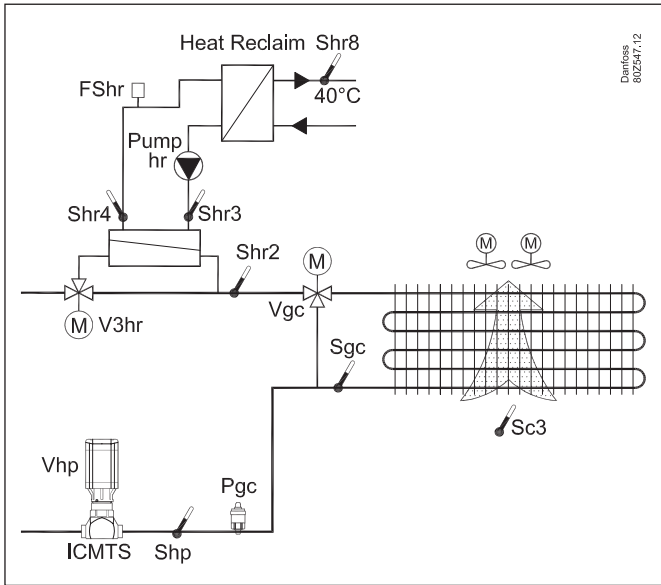 Heat Reclaim
Shr8
FShr
40°C
Pump
hr
Shr4
Shr3
Shr2
M
M
M
Vgc
M
V3hr
Sgc
Sc3
Vhp
Pgc
ICMTS
Shp
Danfoss
80Z547.12